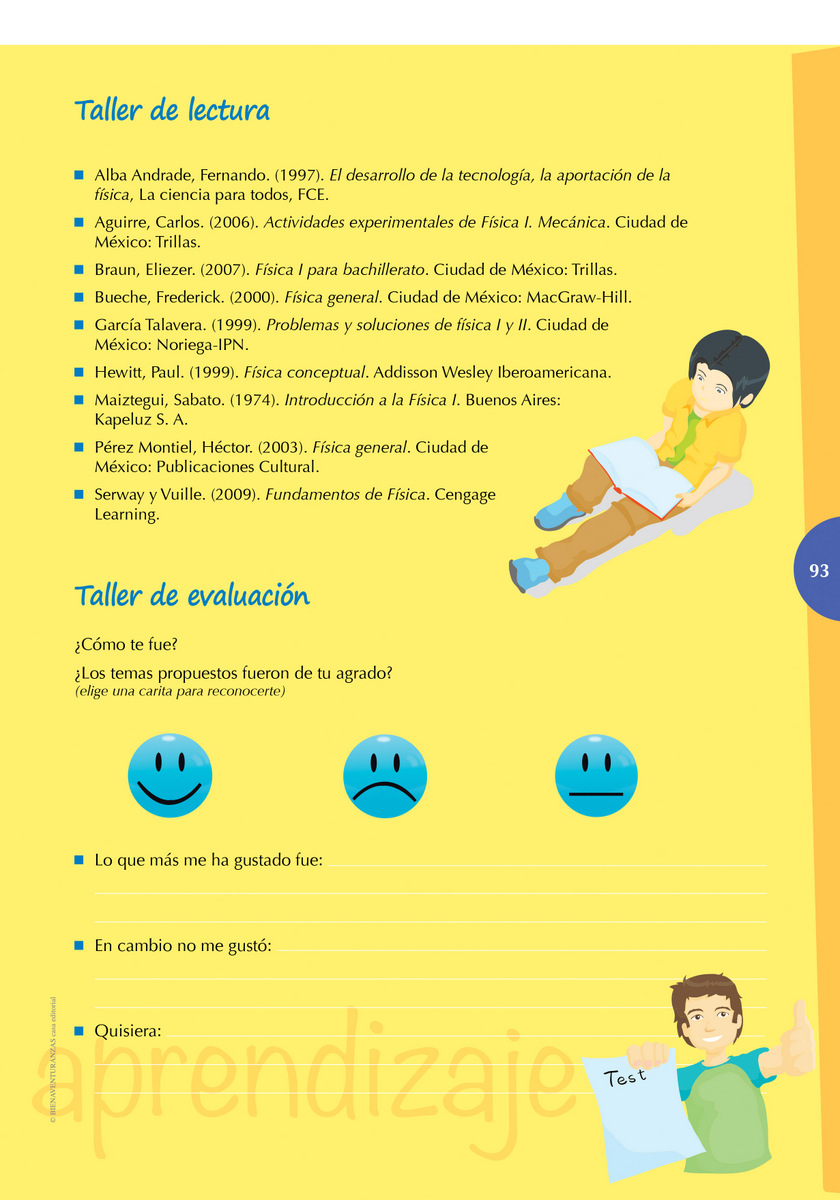 Taller de lectura
Alba Andrade, Fernando. (1997). El desarrollo de la tecnología, la aportación de la
física, La ciencia para todos, FCE.
Aguirre, Carlos. (2006). Actividades experimentales de Física I. Mecánica. Ciudad de
México: Trillas.
Braun, Eliezer. (2007). Física I para bachillerato. Ciudad de México: Trillas.
Bueche, Frederick. (2000). Física general. Ciudad de México: MacGraw-Hill.
García Talavera. (1999). Problemas y soluciones de física I y II. Ciudad de
México: Noriega-IPN.
Hewitt, Paul. (1999). Física conceptual. Addisson Wesley Iberoamericana.
Maiztegui, Sabato. (1974). Introducción a la Física I. Buenos Aires:
Kapeluz S. A.
Pérez Montiel, Héctor. (2003). Física general. Ciudad de
México: Publicaciones Cultural.
Serway y Vuille. (2009). Fundamentos de Física. Cengage
Learning.
93
Taller de evaluación
¿Cómo te fue?
¿Los temas propuestos fueron de tu agrado?
(elige una carita para reconocerte)
Lo que más me ha gustado fue:
En cambio no me gustó:
Quisiera:
Test
aprendizaje
© BIENAVENTURANZAS casa editorial